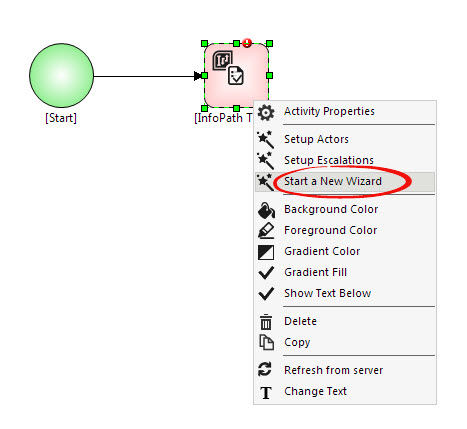 [Start]
[InfoPath T
Activity Properties
Setup Actors
Setup Escalations
Start a New Wizard
Background Color
Foreground Color
Gradient Color
Gradient Fill
Show Text Below
Delete
Copy
Refresh from server
Change Text